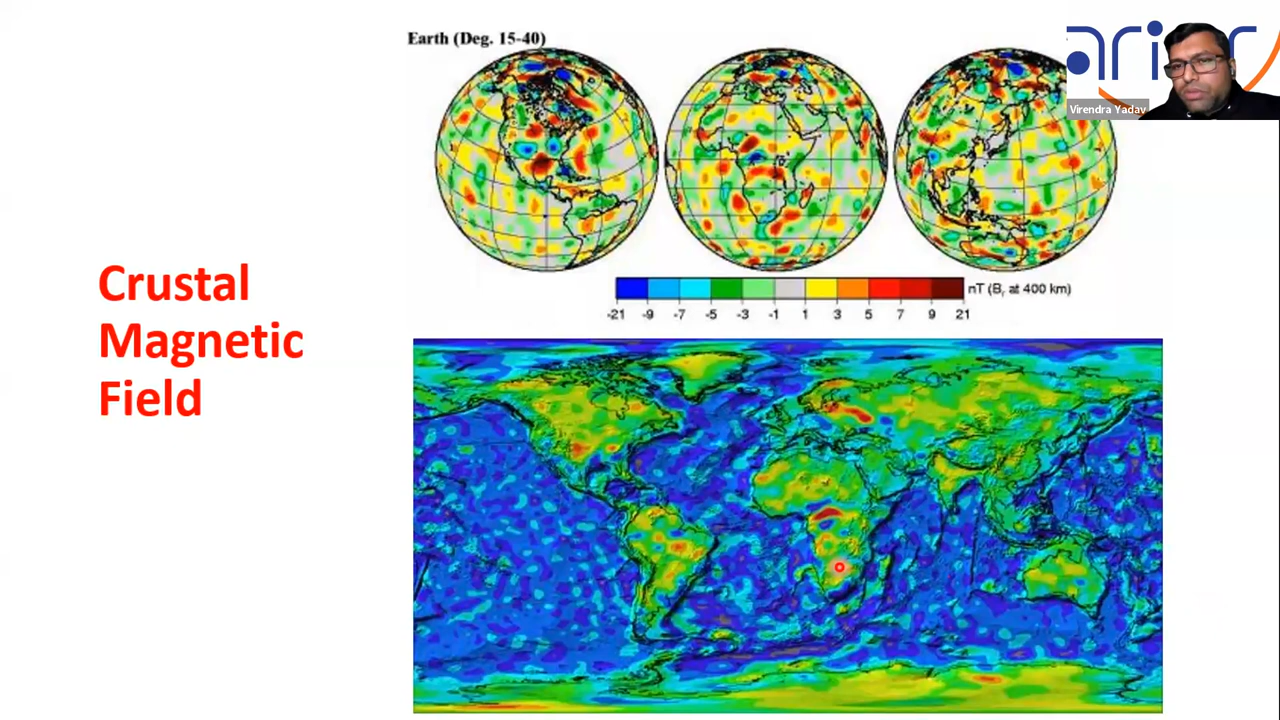 Earth (Deg. 15-40)
Virendra Yadav
-21 -9 -7 -5 -3 -1 1 3 5 7 9 21
nT (Br at 400 km)
Crustal
Magnetic
Field